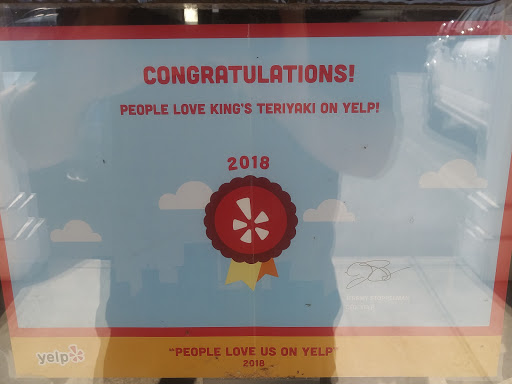 CONGRATULATIONS!
PEOPLE LOVE KING'S TERIYAKI ON YELP!
2018
yelp
"PEOPLE LOVE US ON YELP"
2018